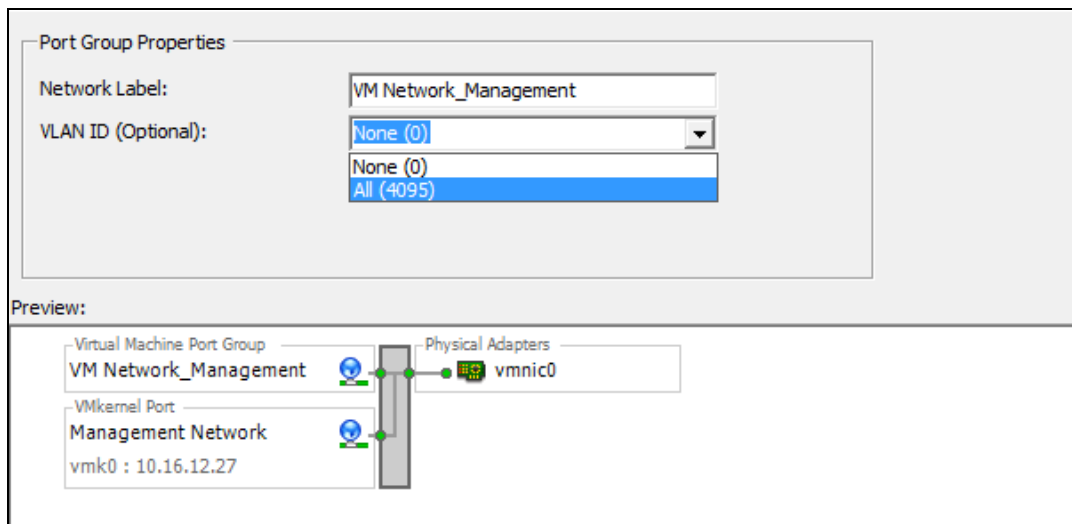 Port Group Properties
Network Label: VM Network_Management
VLAN ID (Optional): None (0)
None (0)
All (4095)
Preview:
Virtual Machine Port Group Physical Adapters
VM Network_Management vmnic0
VMkernel Port
Management Network
vmk0 : 10.16.12.27